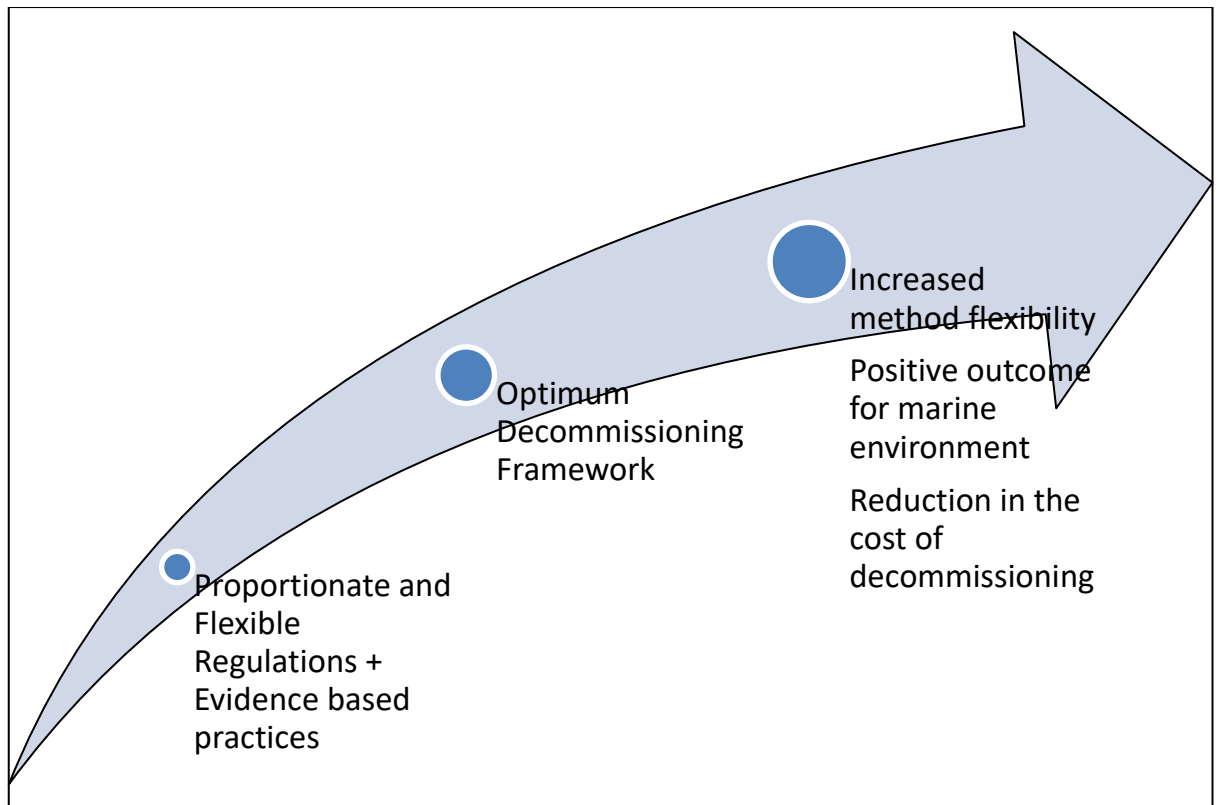 Proportionate and
Flexible
Regulations +
Evidence based
practices
Optimum
Decommissioning
Framework
Increased
method flexibility
Positive outcome
for marine
environment
Reduction in the
cost of
decommissioning